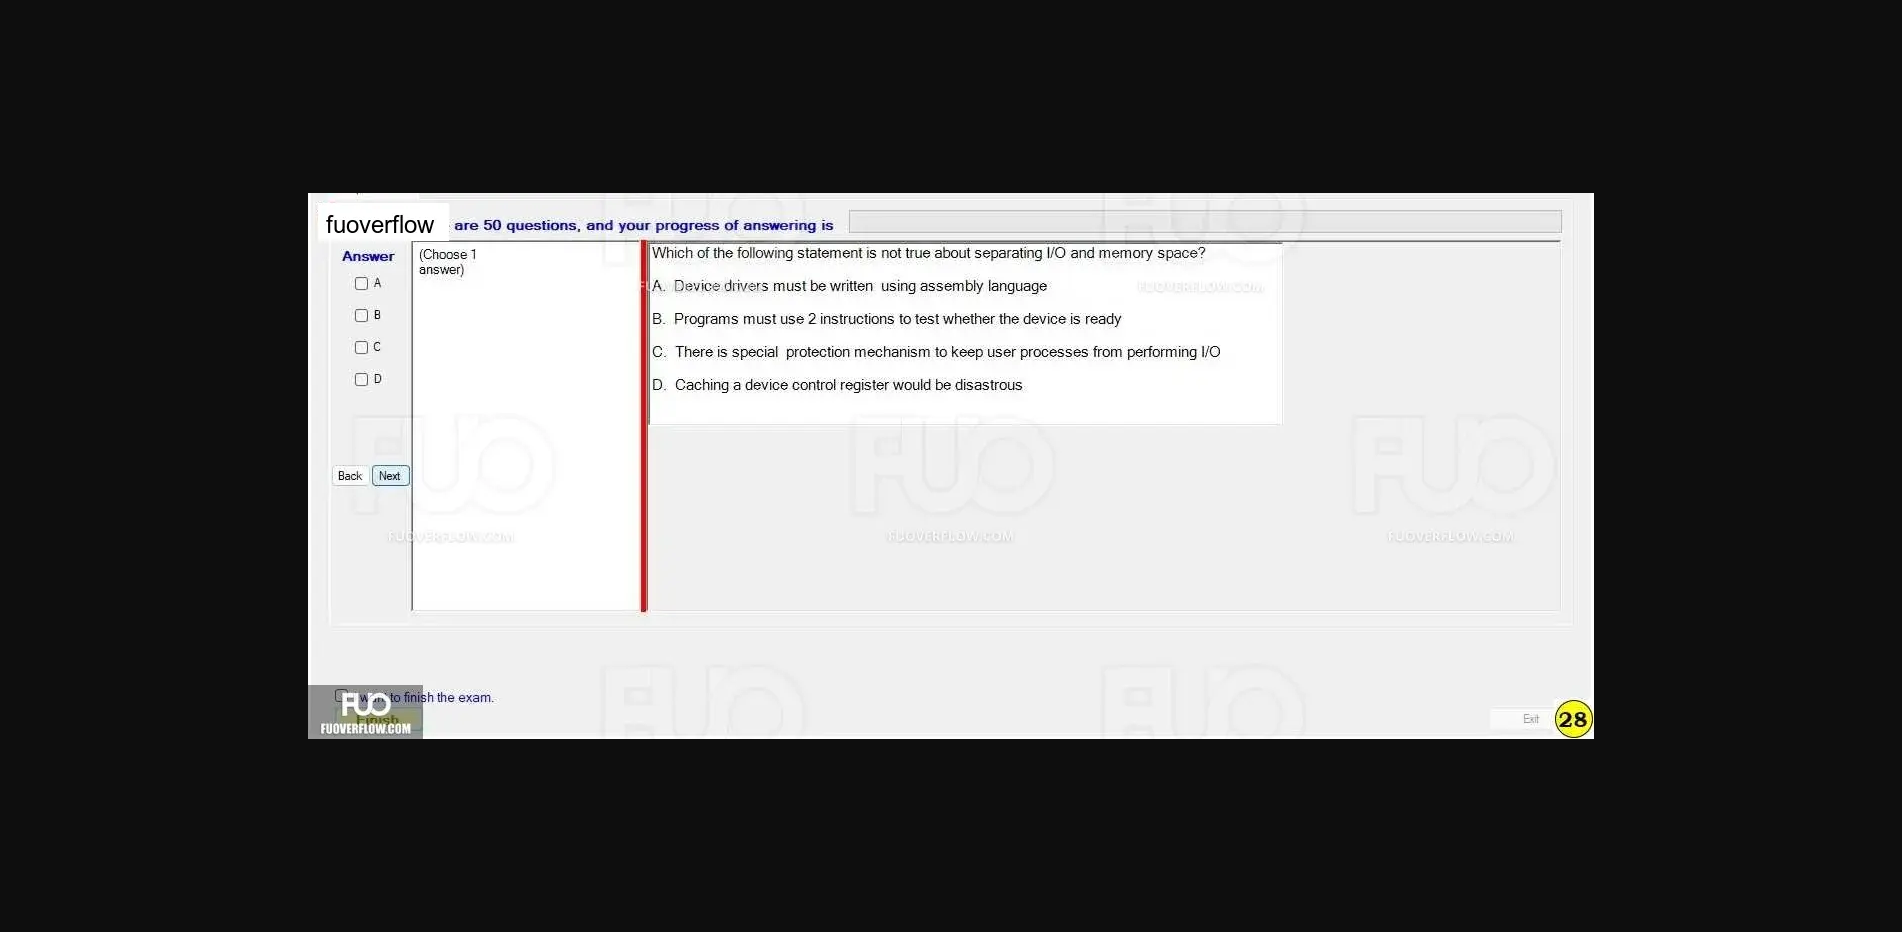 fuoverflow are 50 questions, and your progress of answering is
Answer
(Choose 1
answer)
A
B
C
D
Back Next
Which of the following statement is not true about separating I/O and memory space?
A. Device drivers must be written using assembly language
B. Programs must use 2 instructions to test whether the device is ready
C. There is special protection mechanism to keep user processes from performing I/O
D. Caching a device control register would be disastrous
FUOVERFLOW.COM
FUO
FUOVERFLOW.COM
FUO
FUOVERFLOW.COM
FUO
FUOVERFLOW.COM
want to finish the exam.
Finish
FUO
FUOVERFLOW.COM
Exit
28